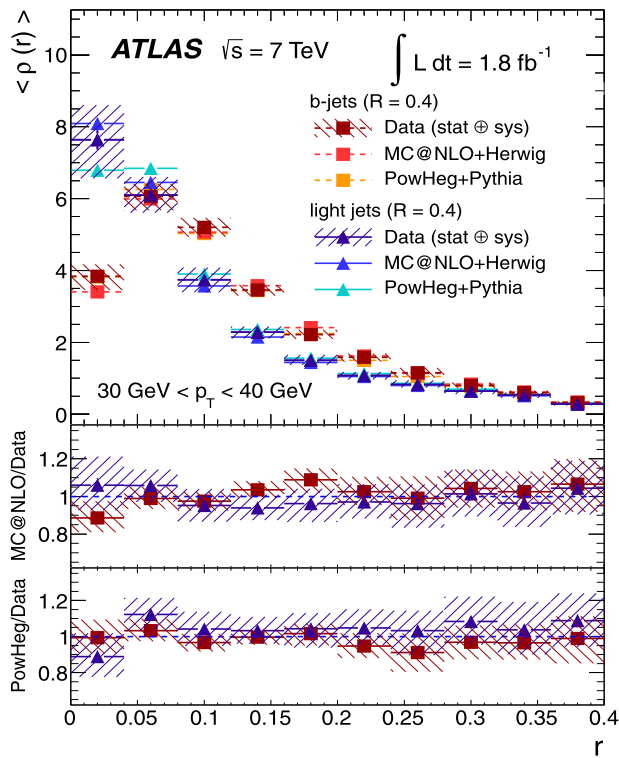 < ρ (r) >
ATLAS √s = 7 TeV ∫ L dt = 1.8 fb⁻¹
b-jets (R = 0.4)
Data (stat ⊕ sys)
MC@NLO+Herwig
PowHeg+Pythia
light jets (R = 0.4)
Data (stat ⊕ sys)
MC@NLO+Herwig
PowHeg+Pythia
30 GeV < p_T < 40 GeV
10
8
6
4
2
0
MC@NLO/Data
1.2
1
0.8
PowHeg/Data
1.2
1
0.8
0 0.05 0.1 0.15 0.2 0.25 0.3 0.35 0.4
r